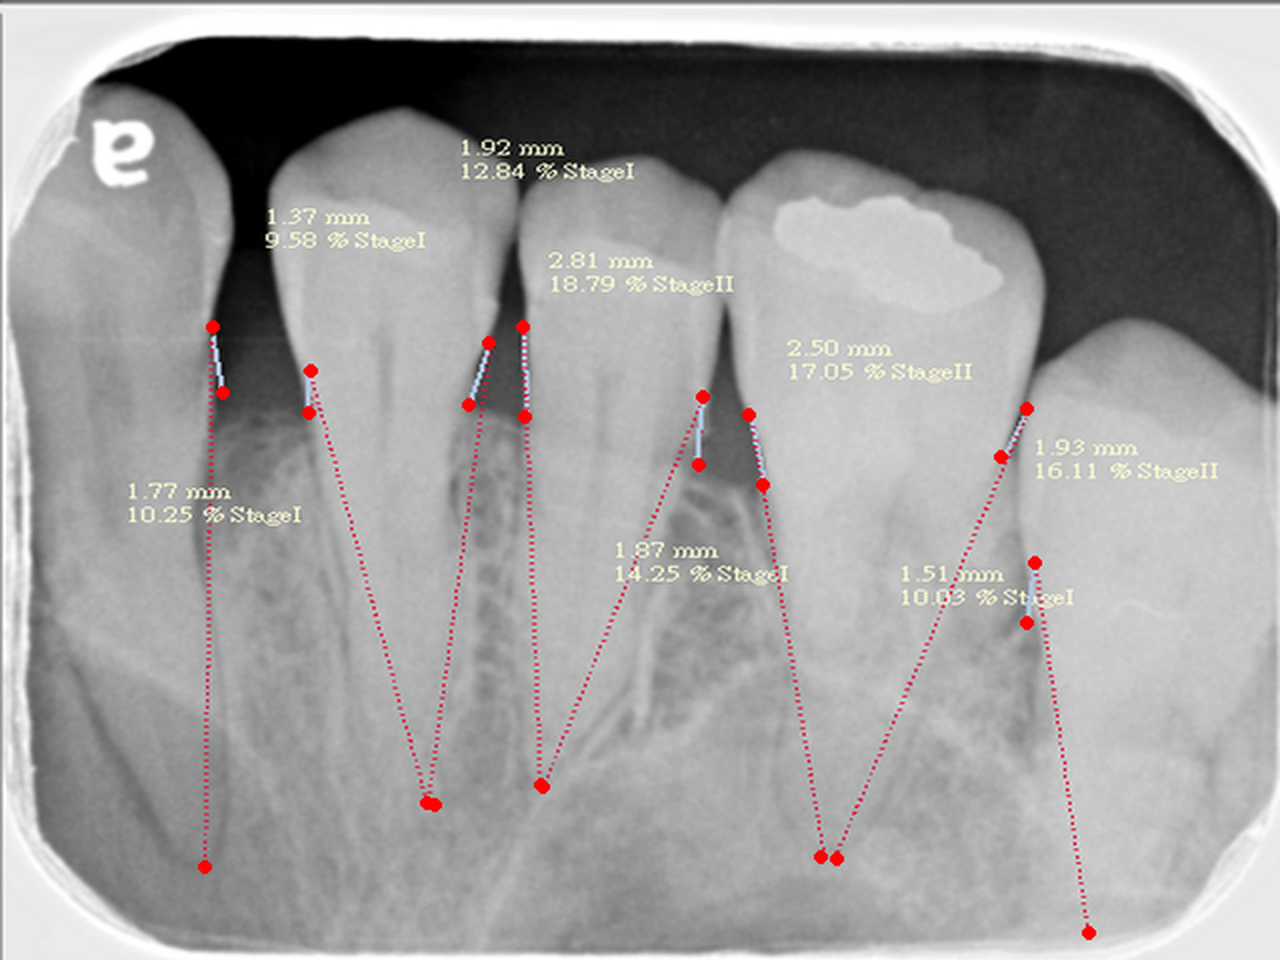 a
1.92 mm
12.84 % StageI
1.37 mm
9.58 % StageI
2.81 mm
18.79 % StageII
2.50 mm
17.05 % StageII
1.93 mm
16.11 % StageII
1.77 mm
10.25 % StageI
1.87 mm
14.25 % StageI
1.51 mm
10.03 % StageI